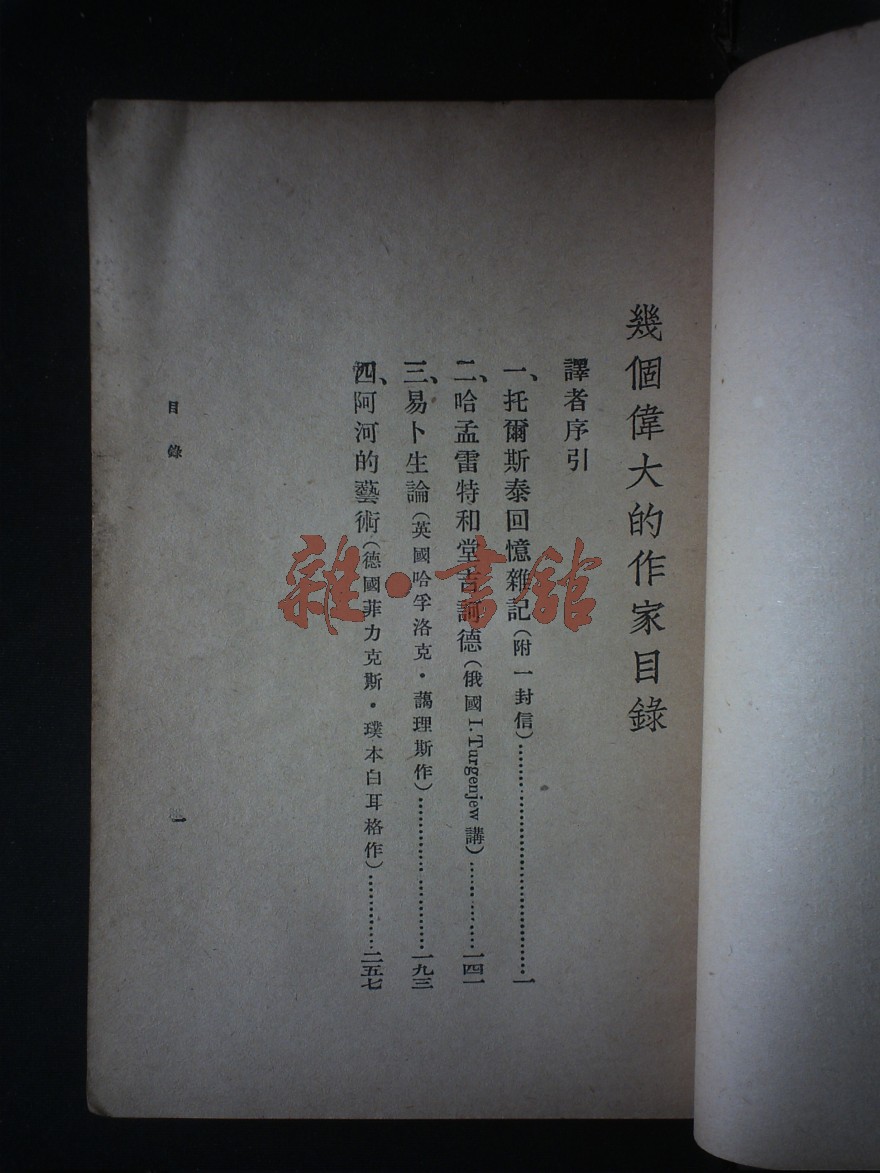 幾個偉大的作家目錄
譯者序引
一、托爾斯泰回憶雜記(附一封信)……………………………一
二、哈孟雷特和堂吉訶德(俄國I. Turgenjew講)……………一四一
三、易卜生論(英國哈孚洛克・藹理斯作)……………………一九三
四、阿河的藝術(德國菲力克斯・璞本白耳格作)……………二五七
目錄
一
雜・書館